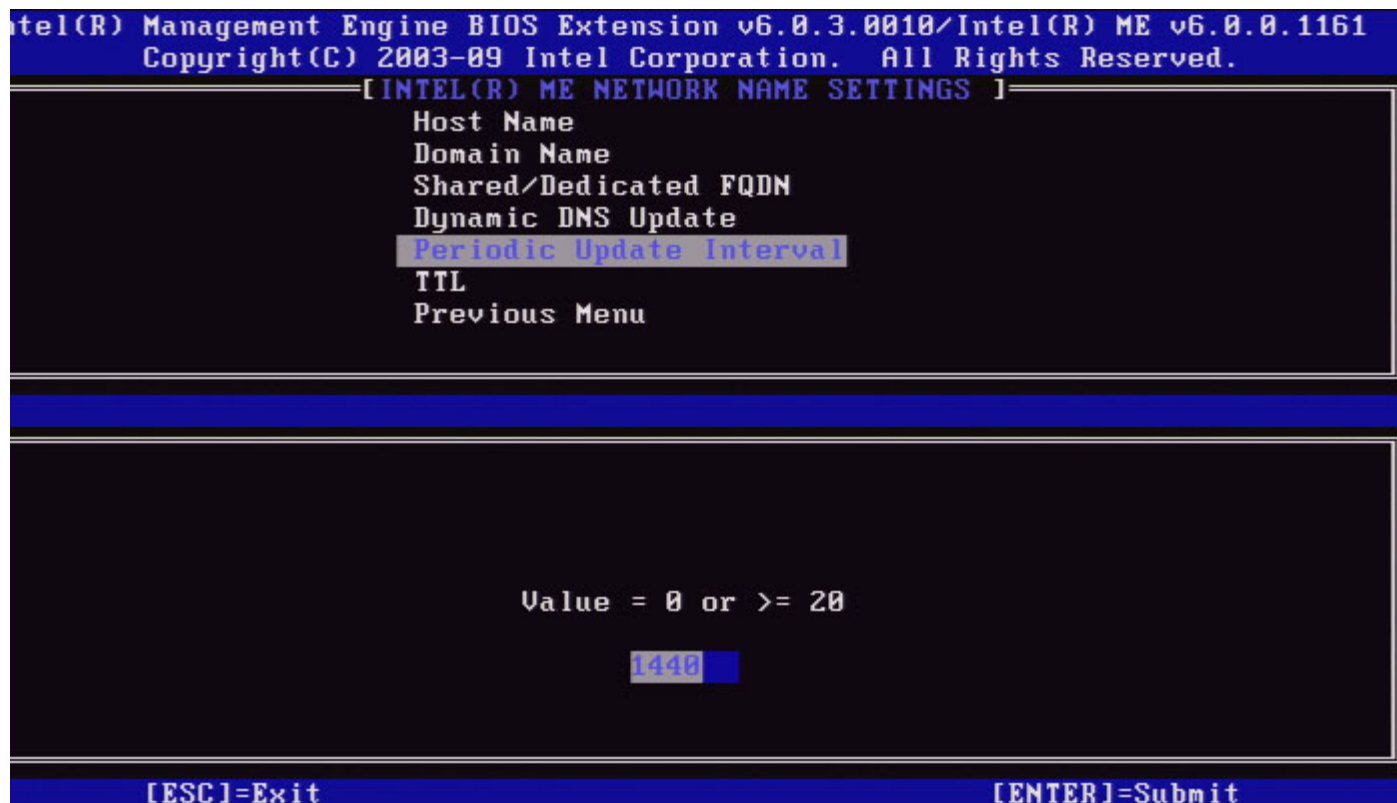 ntel(R) Management Engine BIOS Extension v6.0.3.0010/Intel(R) ME v6.0.0.1161
Copyright(C) 2003-09 Intel Corporation. All Rights Reserved.
[INTEL(R) ME NETWORK NAME SETTINGS ]
Host Name
Domain Name
Shared/Dedicated FQDN
Dynamic DNS Update
Periodic Update Interval
TTL
Previous Menu
Value = 0 or >= 20
1440
[ESC]=Exit [ENTER]=Submit